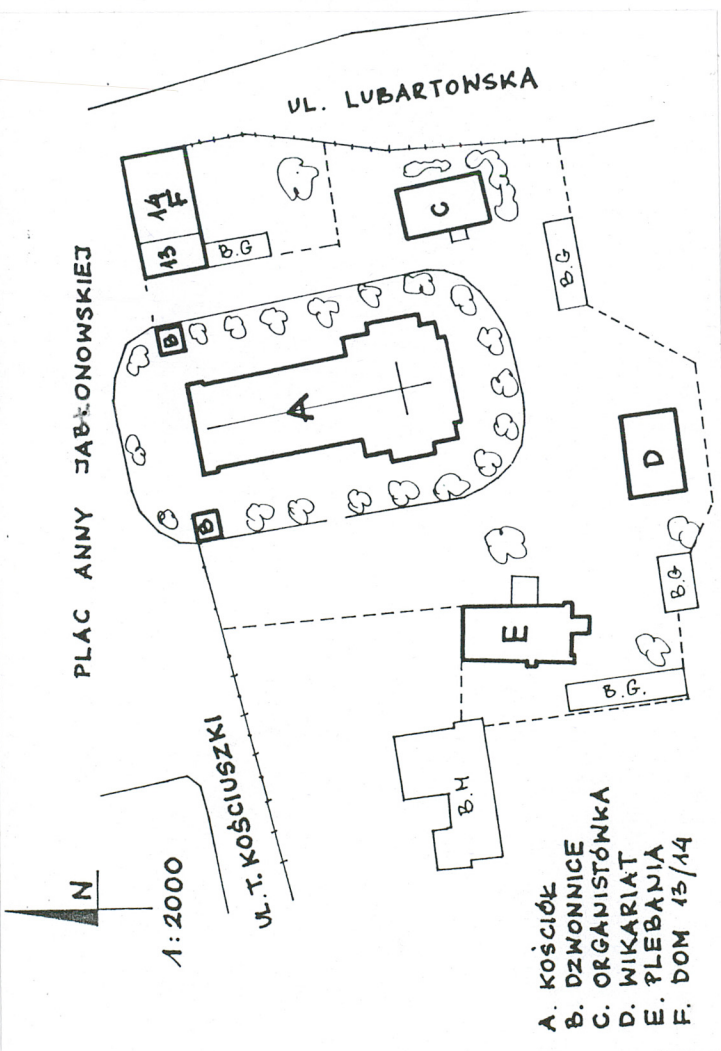 UL. LUBARTOWSKA
PLAC ANNY JABŁONOWSKIEJ
14
F
13
B.G
C
B
B.G
A
D
B
B.G
E
B.G.
B.M
UL. T. KOŚCIUSZKI
N
1:2000
A. KOŚCIÓŁ
B. DZWONNICE
C. ORGANISTÓWKA
D. WIKARIAT
E. PLEBANIA
F. DOM 13/14